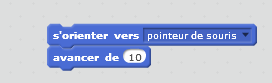 s'orienter vers pointeur de souris
avancer de 10